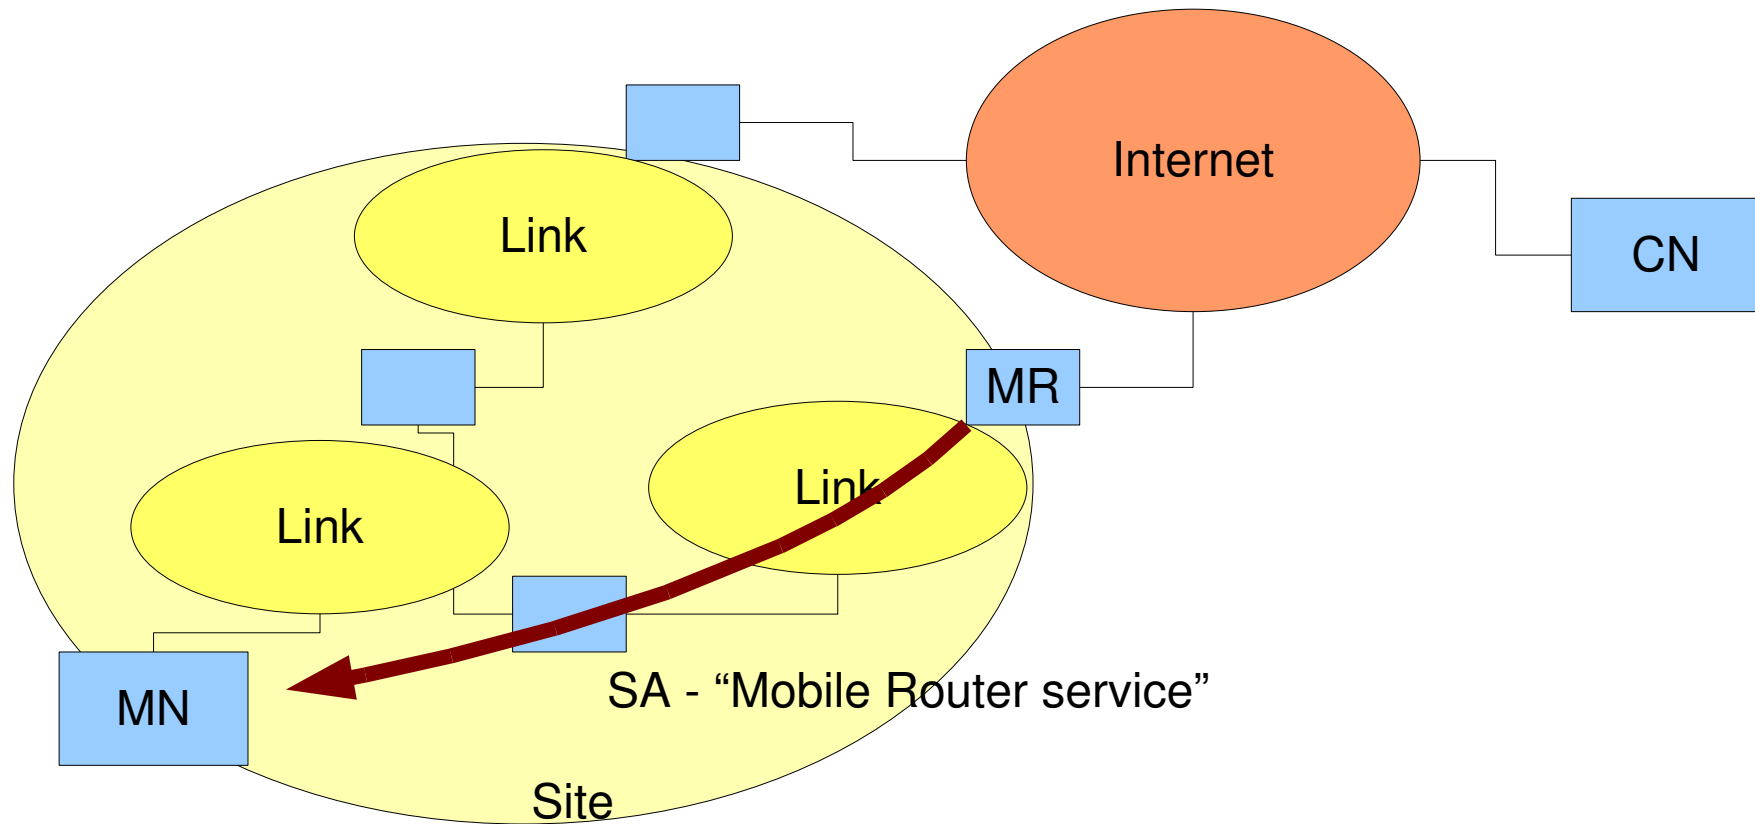 Internet
Link
CN
MR
Link
Link
SA - “Mobile Router service”
MN
Site